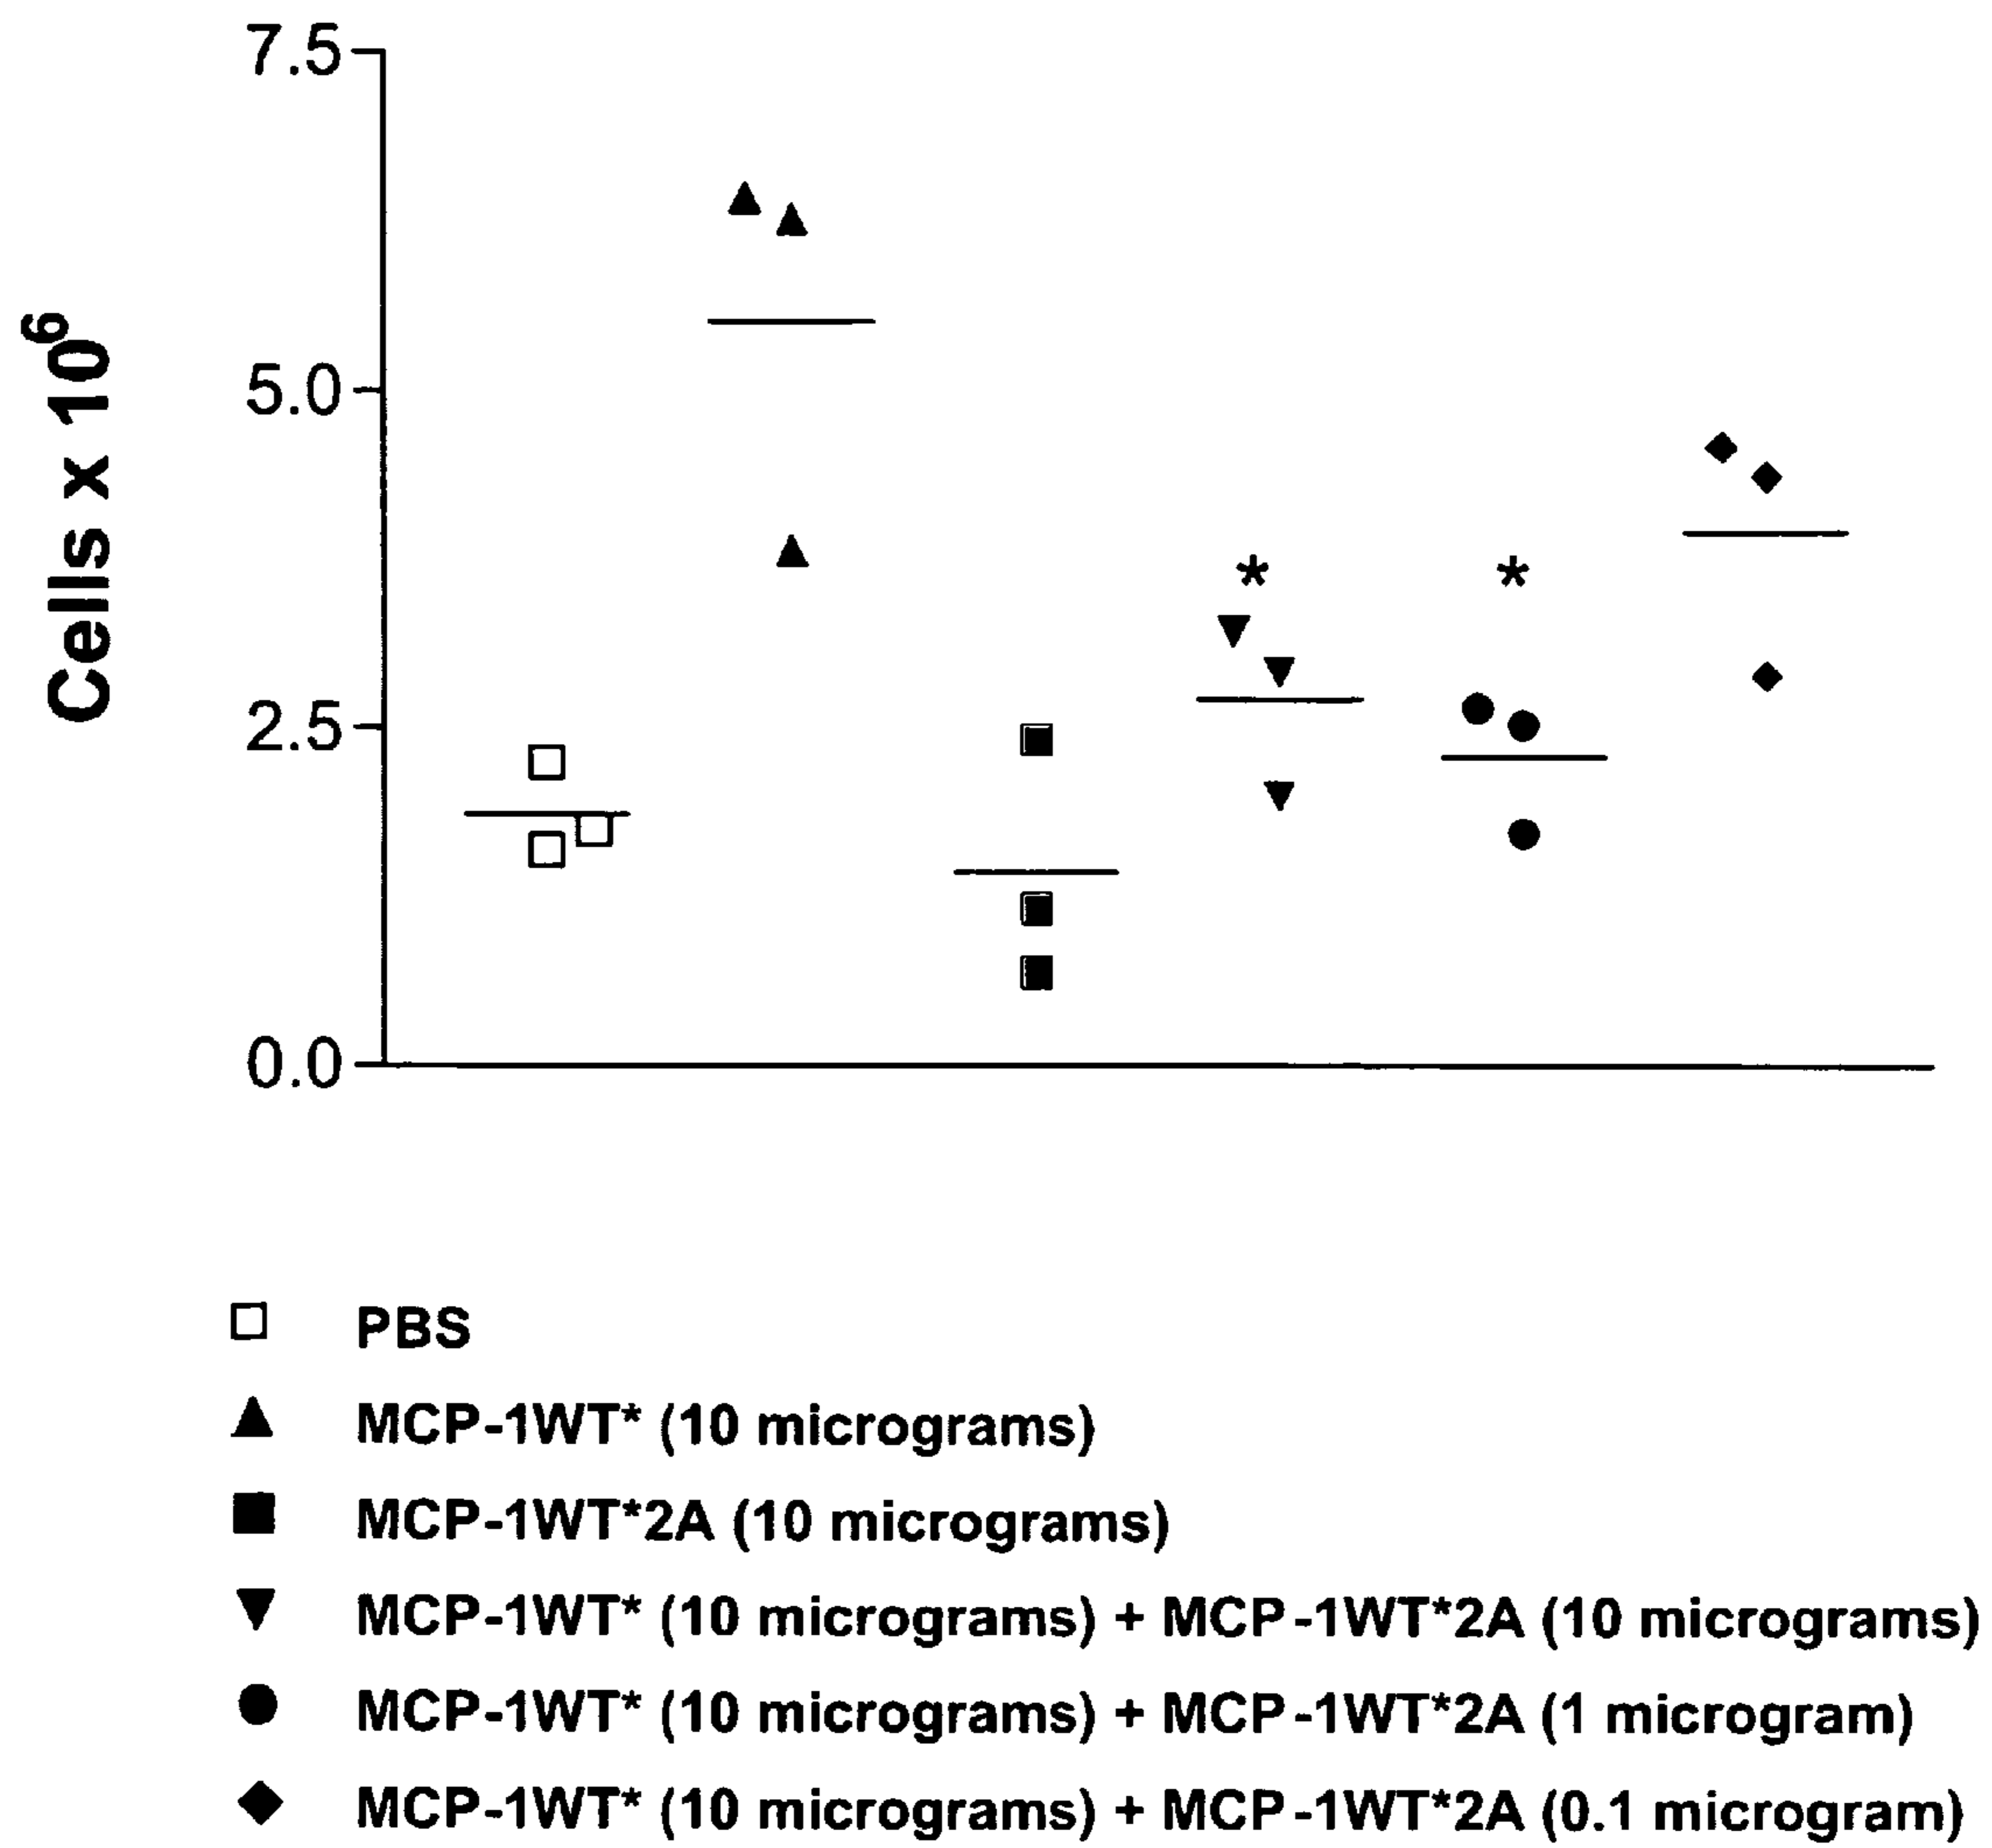 7.5
5.0
2.5
0.0
Cells x 10⁶
*
*
PBS
MCP-1WT* (10 micrograms)
MCP-1WT*2A (10 micrograms)
MCP-1WT* (10 micrograms) + MCP-1WT*2A (10 micrograms)
MCP-1WT* (10 micrograms) + MCP-1WT*2A (1 microgram)
MCP-1WT* (10 micrograms) + MCP-1WT*2A (0.1 microgram)